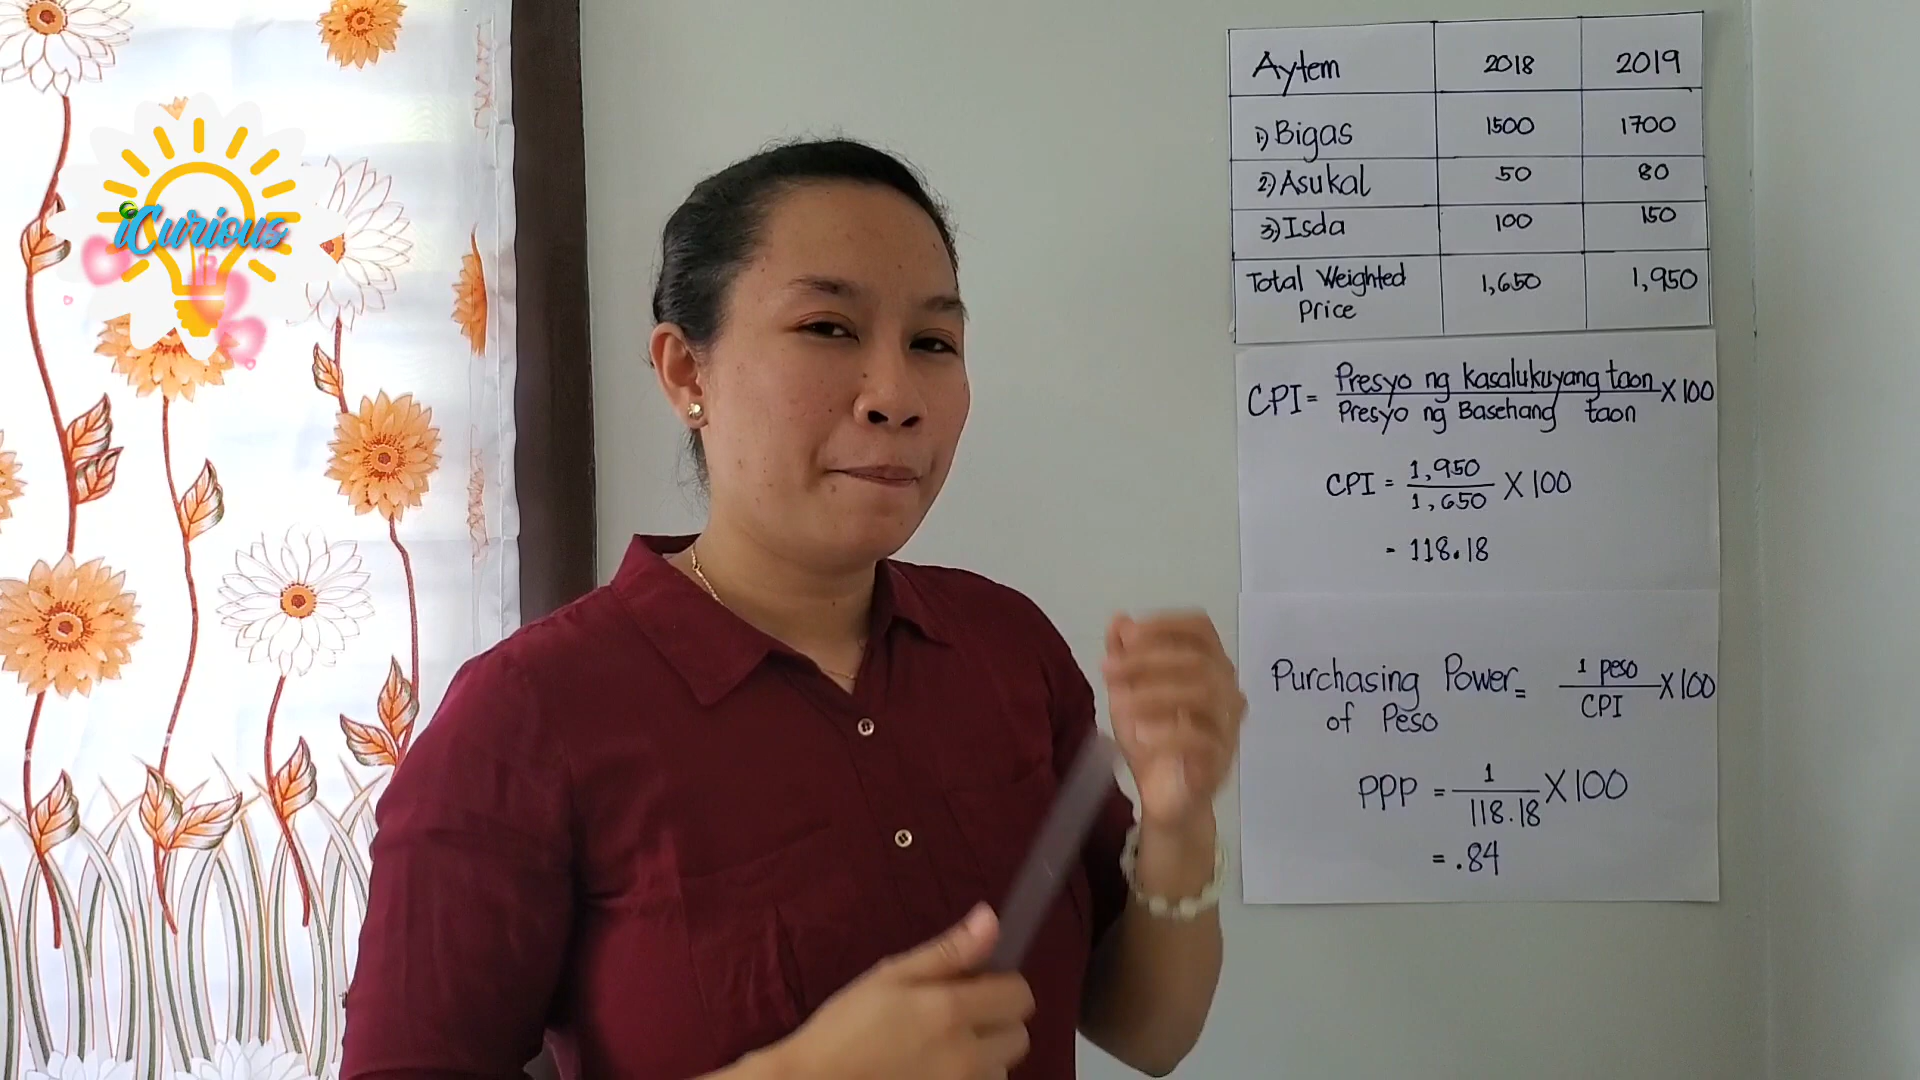 iCurious
Aytem 2018 2019
1) Bigas 1500 1700
2) Asukal 50 80
3) Isda 100 150
Total Weighted Price 1,650 1,950
CPI = Presyo ng kasalukuyang taon X 100
Presyo ng Basehang taon
CPI = 1,950 X 100
1,650
= 118.18
Purchasing Power = 1 peso X 100
of Peso CPI
PPP = 1 X 100
118.18
= .84